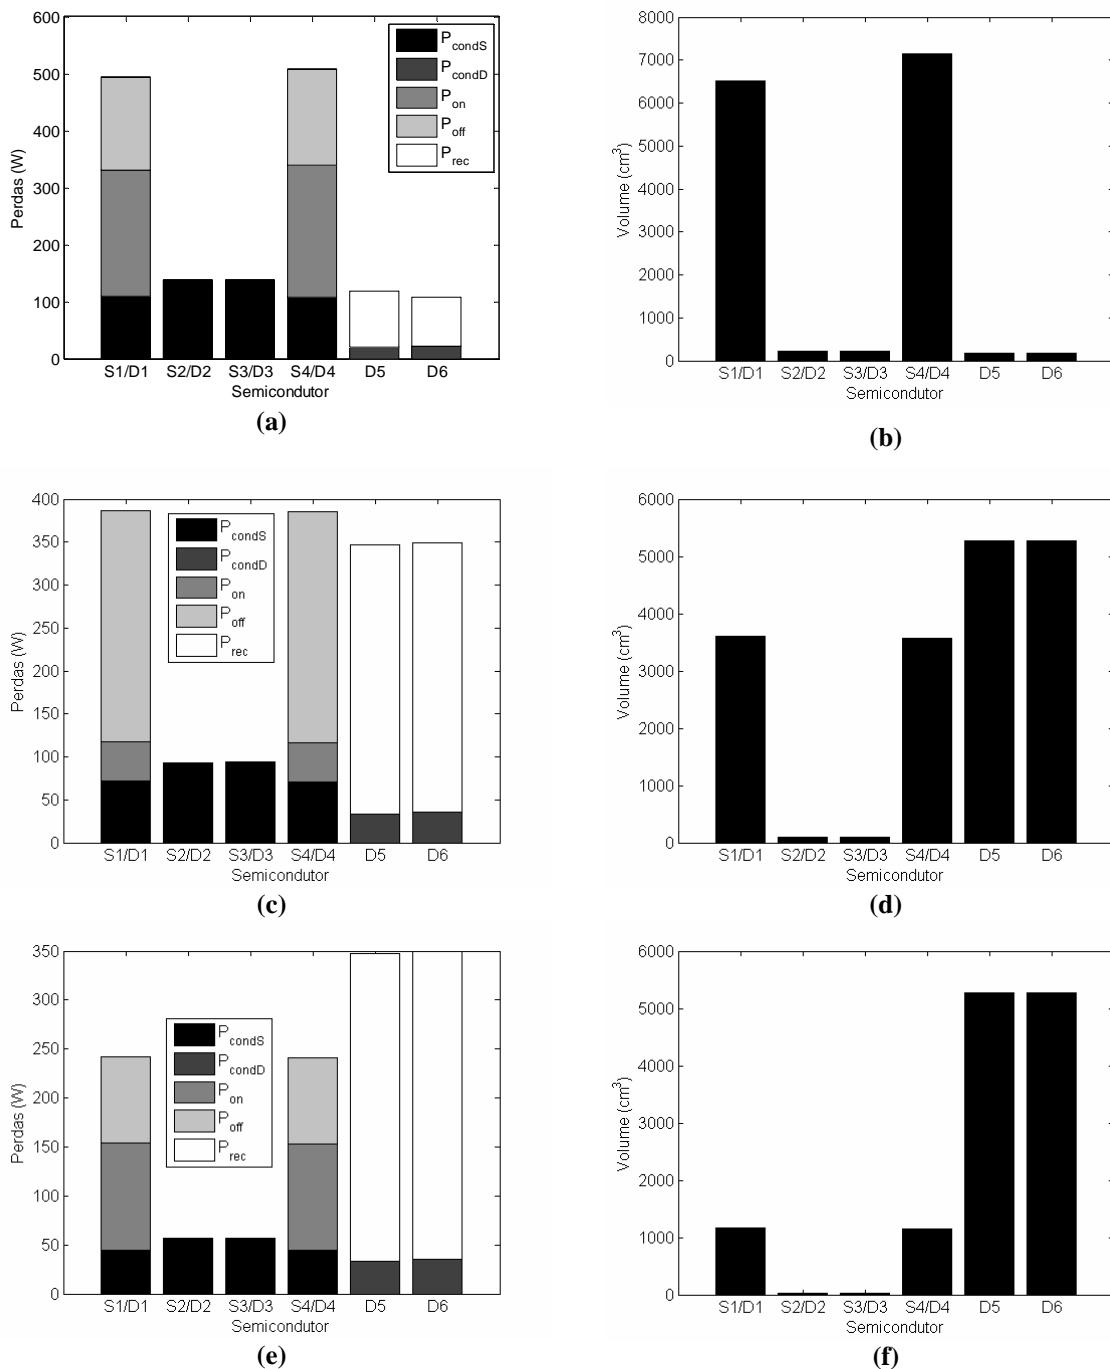 600
500
400
300
200
100
0
Perdas (W)
P_condS
P_condD
P_on
P_off
P_rec
S1/D1 S2/D2 S3/D3 S4/D4 D5 D6
Semicondutor
(a)
8000
7000
6000
5000
4000
3000
2000
1000
0
Volume (cm³)
S1/D1 S2/D2 S3/D3 S4/D4 D5 D6
Semicondutor
(b)
400
350
300
250
200
150
100
50
0
Perdas (W)
P_condS
P_condD
P_on
P_off
P_rec
S1/D1 S2/D2 S3/D3 S4/D4 D5 D6
Semicondutor
(c)
6000
5000
4000
3000
2000
1000
0
Volume (cm³)
S1/D1 S2/D2 S3/D3 S4/D4 D5 D6
Semicondutor
(d)
350
300
250
200
150
100
50
0
Perdas (W)
P_condS
P_condD
P_on
P_off
P_rec
S1/D1 S2/D2 S3/D3 S4/D4 D5 D6
Semicondutor
(e)
6000
5000
4000
3000
2000
1000
0
Volume (cm³)
S1/D1 S2/D2 S3/D3 S4/D4 D5 D6
Semicondutor
(f)